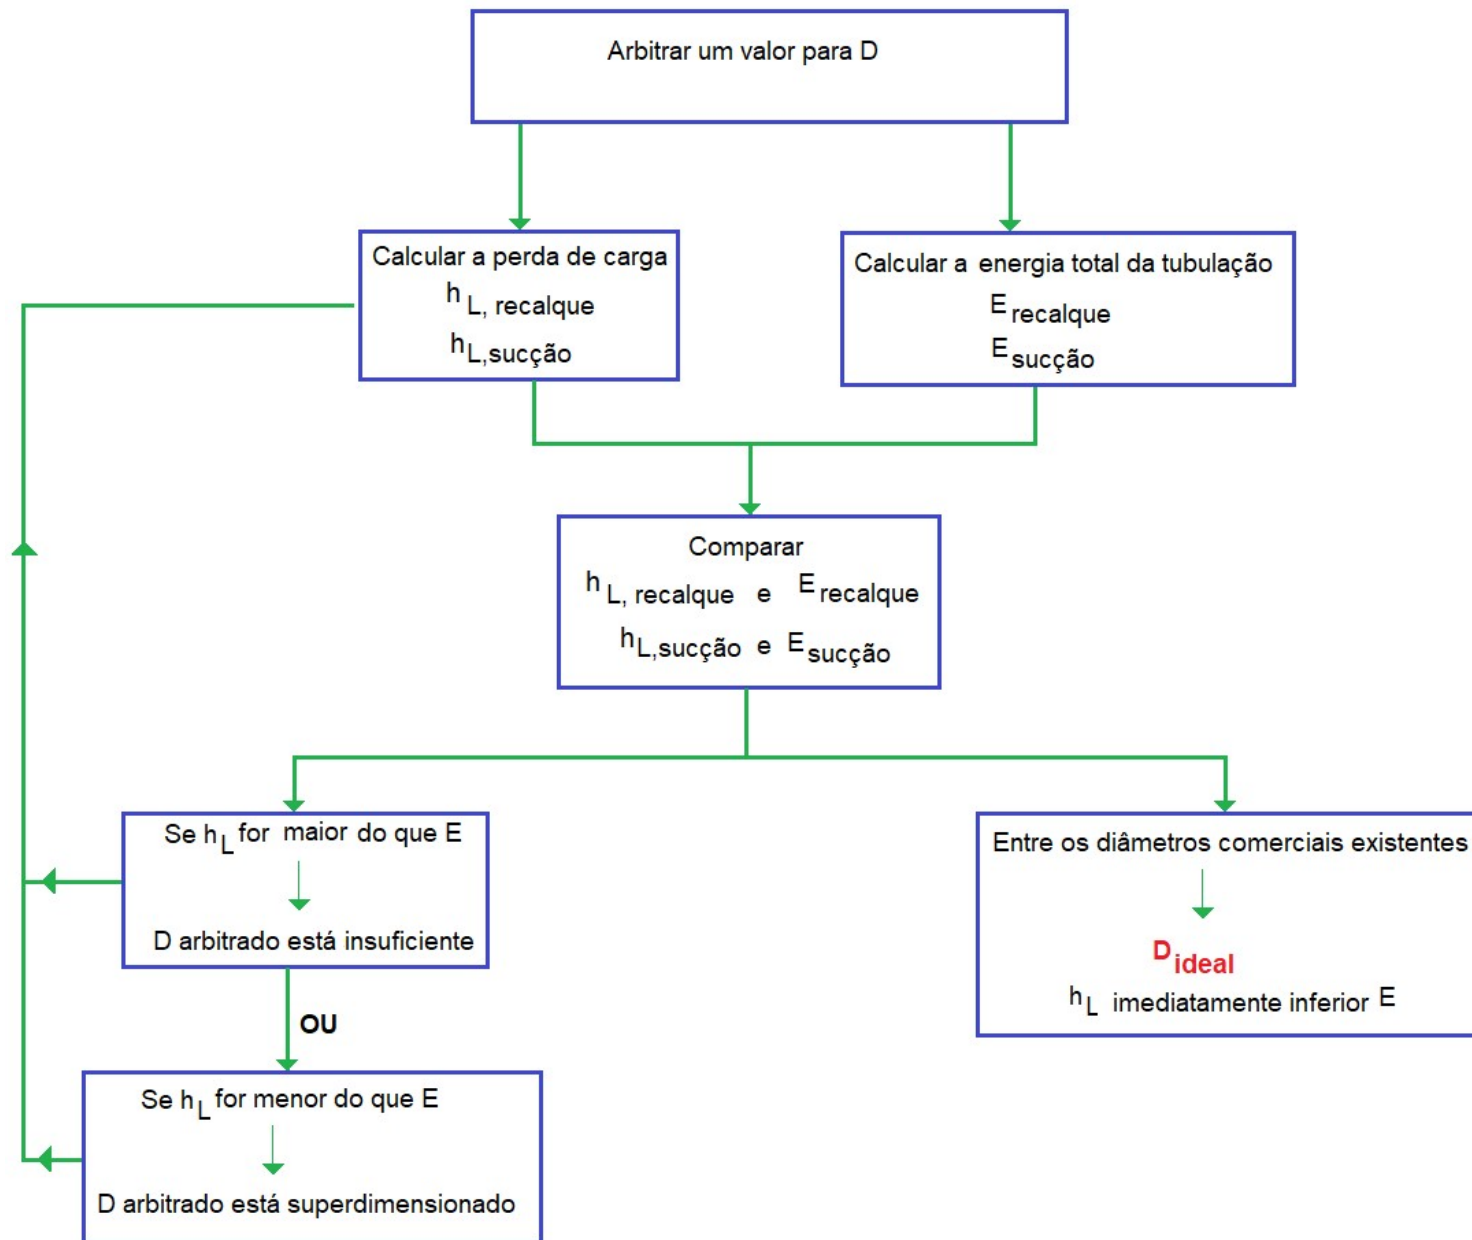 Arbitrar um valor para D
Calcular a perda de carga
h L, recalque
h L,sucção
Calcular a energia total da tubulação
E recalque
E sucção
Comparar
h L, recalque e E recalque
h L,sucção e E sucção
Se h L for maior do que E
D arbitrado está insuficiente
OU
Se h L for menor do que E
D arbitrado está superdimensionado
Entre os diâmetros comerciais existentes
D ideal
h L imediatamente inferior E